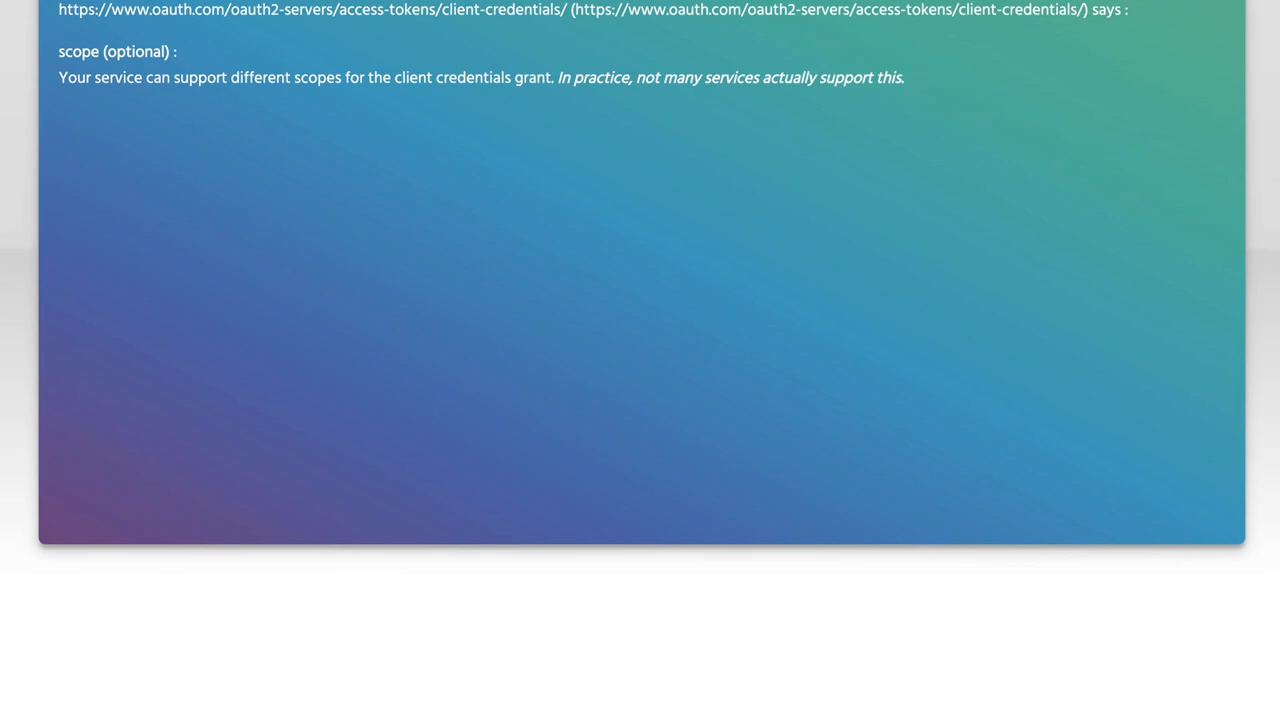 https://www.oauth.com/oauth2-servers/access-tokens/client-credentials/ (https://www.oauth.com/oauth2-servers/access-tokens/client-credentials/) says :
scope (optional) :
Your service can support different scopes for the client credentials grant. In practice, not many services actually support this.